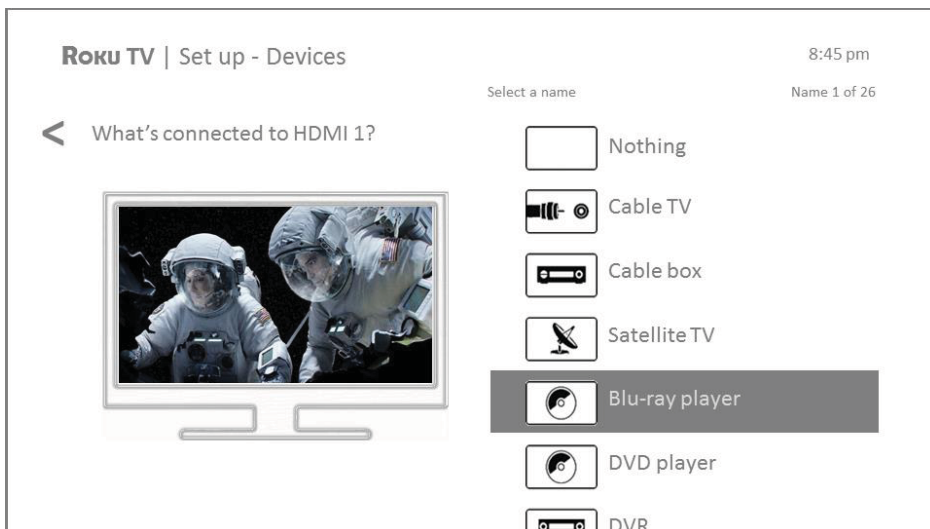 ROKU TV | Set up - Devices
8:45 pm
Select a name
Name 1 of 26
< What's connected to HDMI 1?
Nothing
Cable TV
Cable box
Satellite TV
Blu-ray player
DVD player
DVR